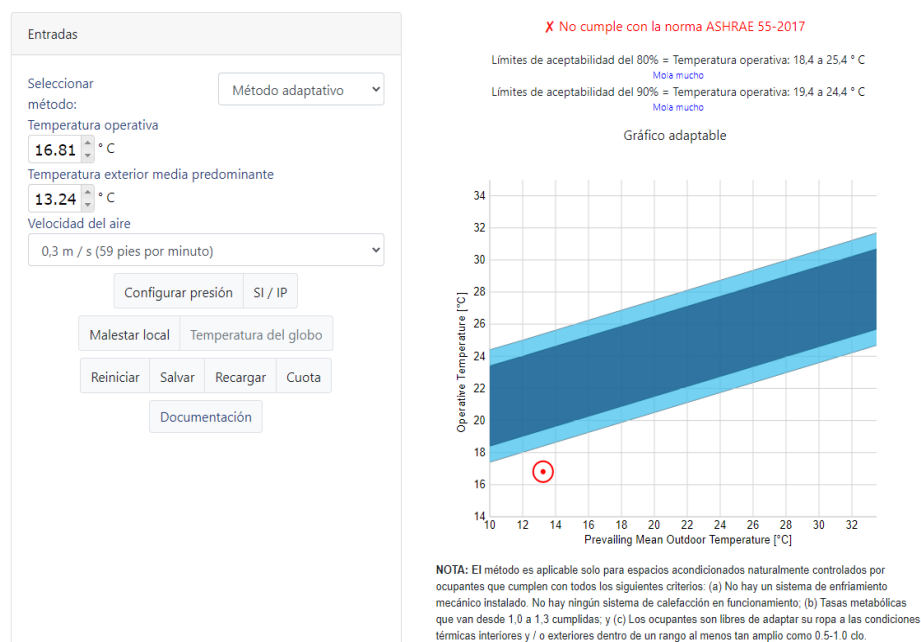 Entradas
Seleccionar
método:
Método adaptativo
Temperatura operativa
16.81 ° C
Temperatura exterior media predominante
13.24 ° C
Velocidad del aire
0,3 m / s (59 pies por minuto)
Configurar presión SI / IP
Malestar local Temperatura del globo
Reiniciar Salvar Recargar Cuota
Documentación
✗ No cumple con la norma ASHRAE 55-2017
Límites de aceptabilidad del 80% = Temperatura operativa: 18,4 a 25,4 ° C
Mola mucho
Límites de aceptabilidad del 90% = Temperatura operativa: 19,4 a 24,4 ° C
Mola mucho
Gráfico adaptable
34
32
30
28
26
24
22
20
18
16
14
Operative Temperature [°C]
10 12 14 16 18 20 22 24 26 28 30 32
Prevailing Mean Outdoor Temperature [°C]
NOTA: El método es aplicable solo para espacios acondicionados naturalmente controlados por
ocupantes que cumplen con todos los siguientes criterios: (a) No hay un sistema de enfriamiento
mecánico instalado. No hay ningún sistema de calefacción en funcionamiento; (b) Tasas metabólicas
que van desde 1,0 a 1,3 cumplidas; y (c) Los ocupantes son libres de adaptar su ropa a las condiciones
térmicas interiores y / o exteriores dentro de un rango al menos tan amplio como 0.5-1.0 clo.